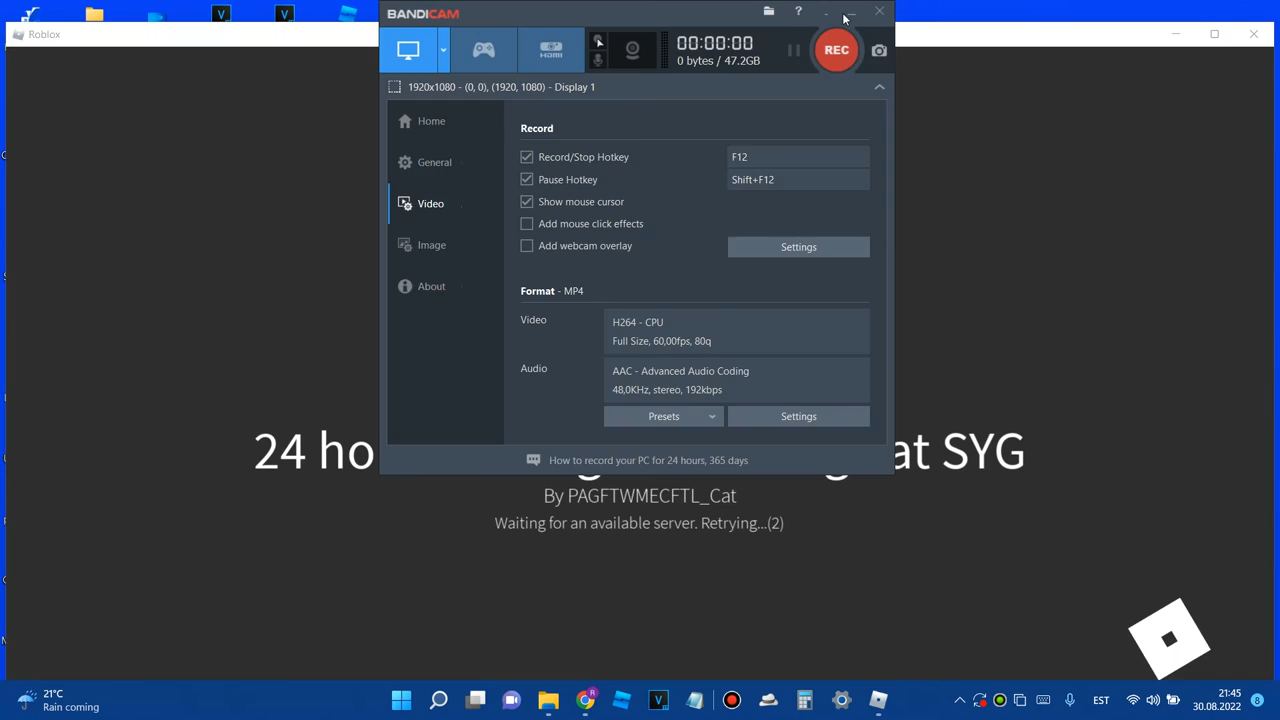 Roblox
BANDICAM
?
HDMI
00:00:00
0 bytes / 47.2GB
REC
1920x1080 - (0, 0), (1920, 1080) - Display 1
Home
General
Video
Image
About
Record
Record/Stop Hotkey
F12
Pause Hotkey
Shift+F12
Show mouse cursor
Add mouse click effects
Add webcam overlay
Settings
Format - MP4
Video
H264 - CPU
Full Size, 60,00fps, 80q
Audio
AAC - Advanced Audio Coding
48,0KHz, stereo, 192kbps
Presets
Settings
How to record your PC for 24 hours, 365 days
24 ho
at SYG
By PAGFTWMECFTL_Cat
Waiting for an available server. Retrying...(2)
21°C
Rain coming
R
EST
21:45
30.08.2022
8